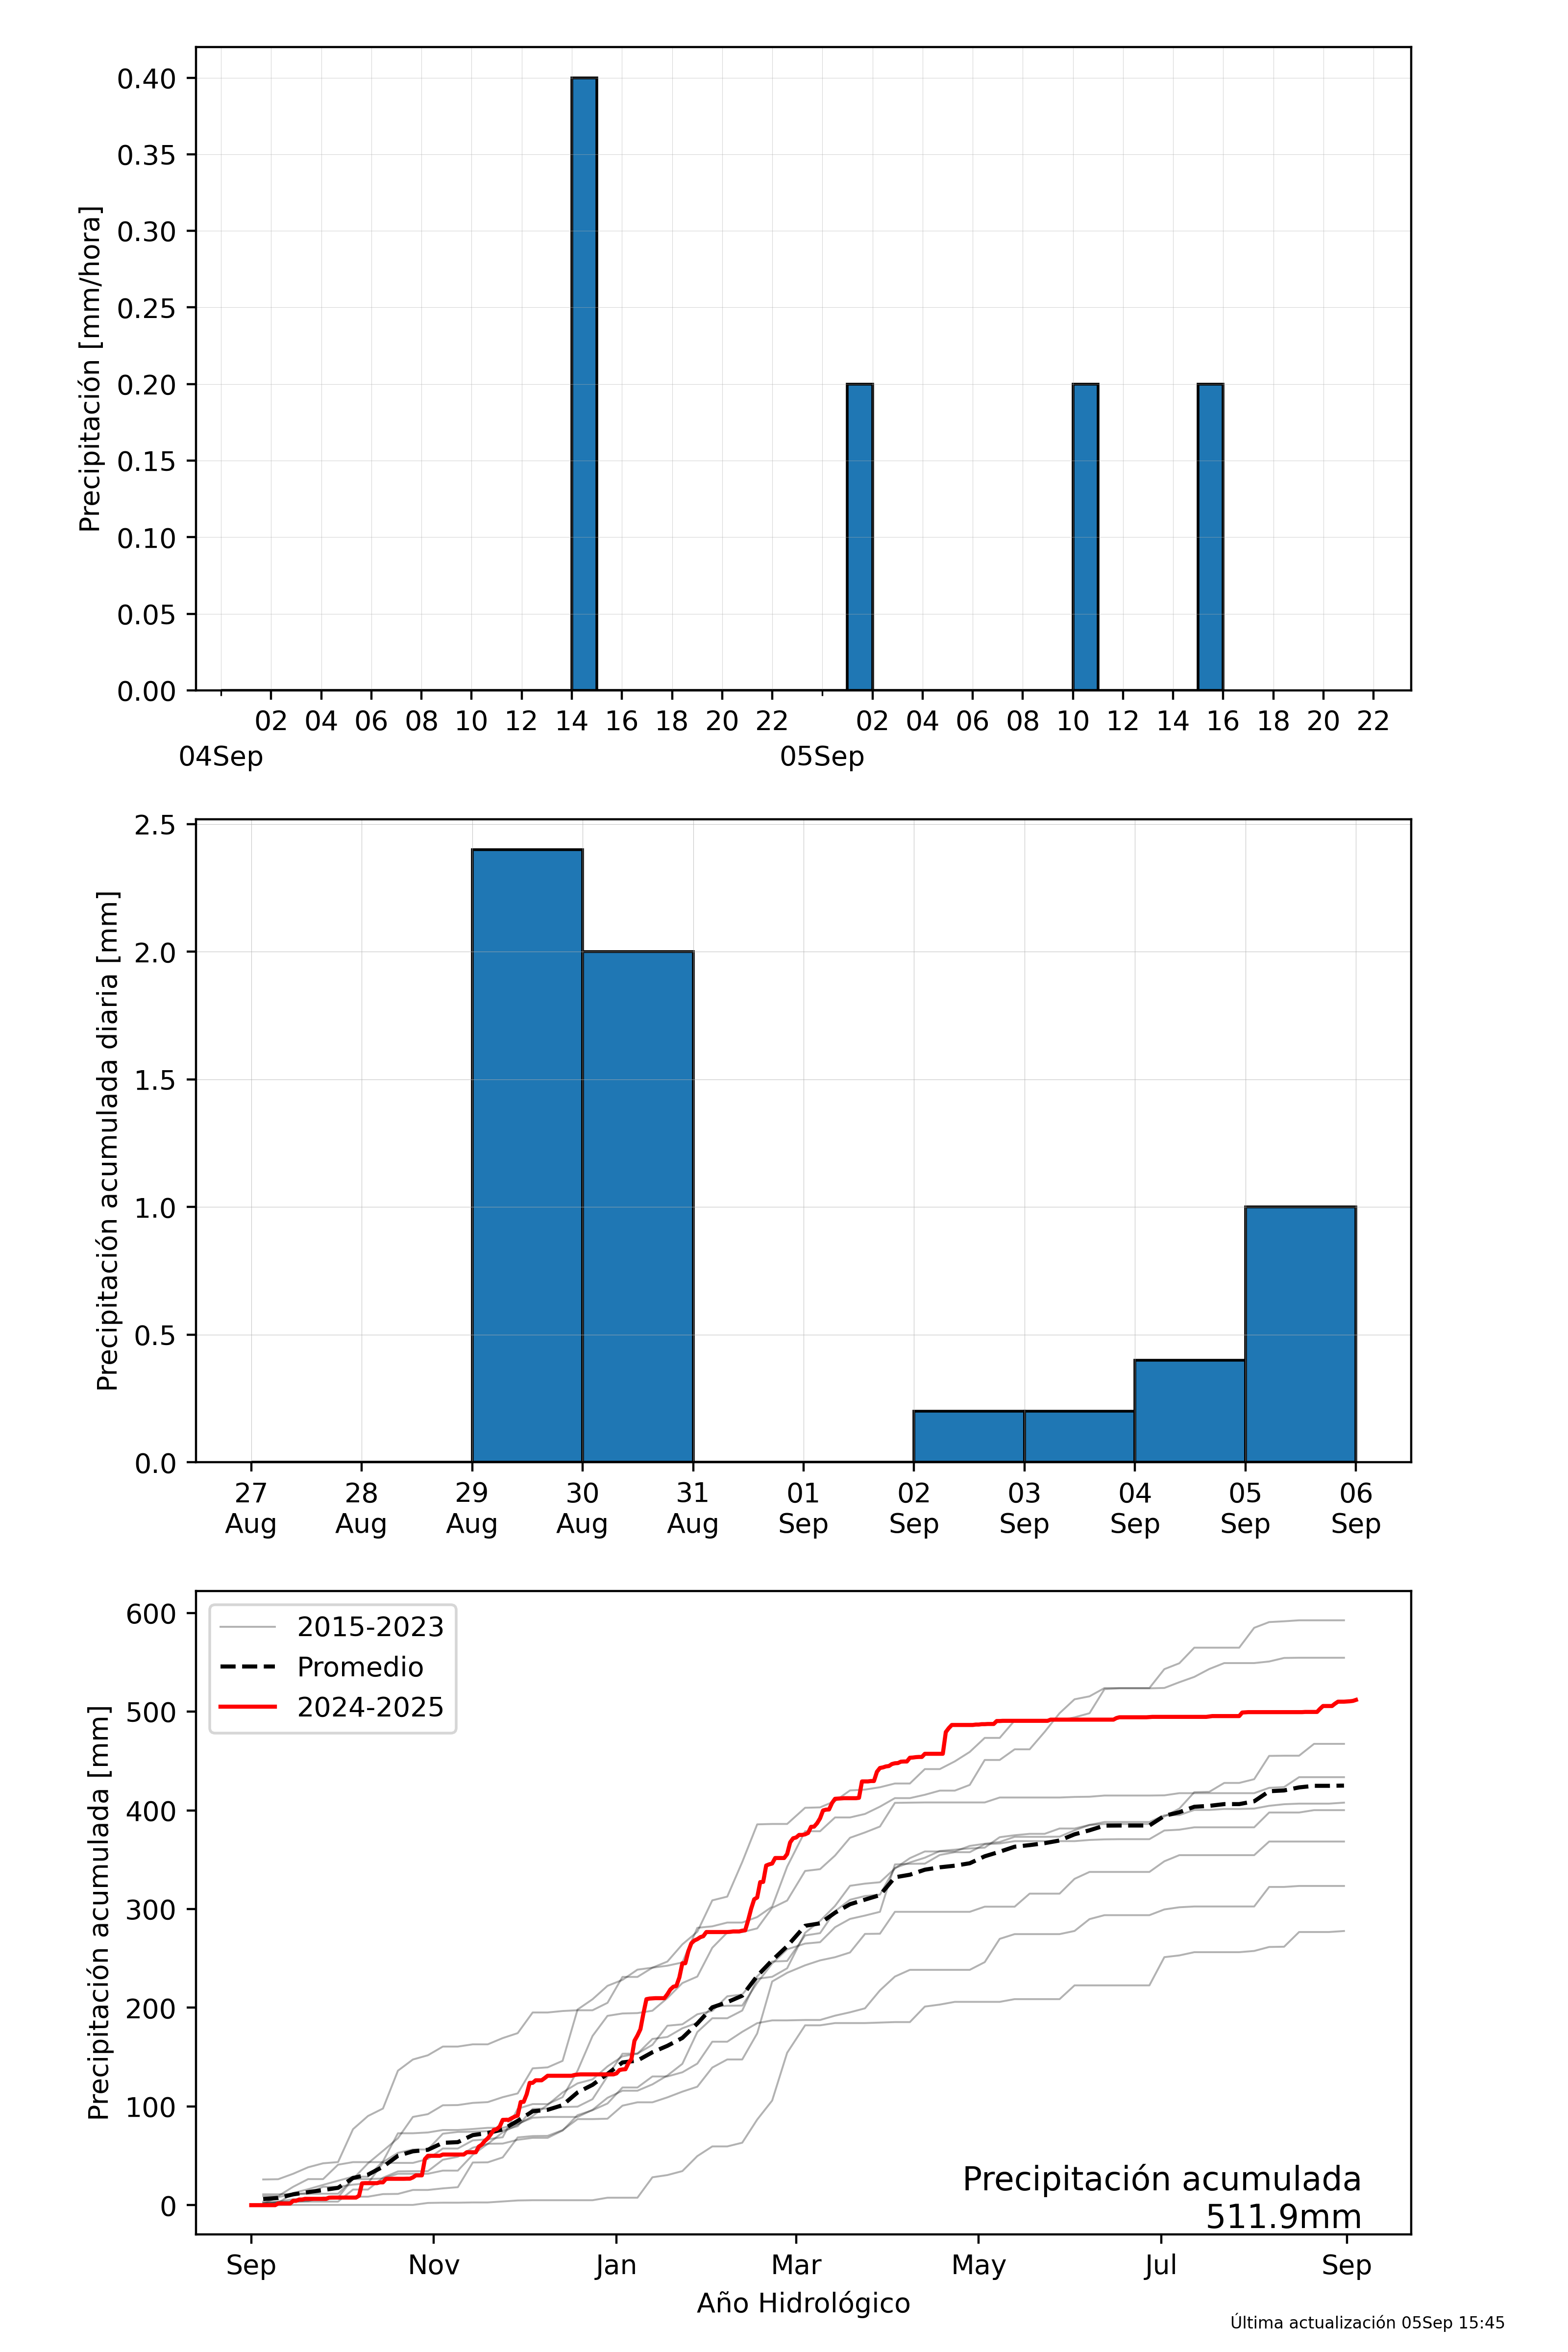 0.40
0.35
0.30
0.25
0.20
0.15
0.10
0.05
0.00
Precipitación [mm/hora]
02 04 06 08 10 12 14 16 18 20 22 02 04 06 08 10 12 14 16 18 20 22
04Sep 05Sep
2.5
2.0
1.5
1.0
0.5
0.0
Precipitación acumulada diaria [mm]
27 28 29 30 31 01 02 03 04 05 06
Aug Aug Aug Aug Aug Sep Sep Sep Sep Sep Sep
600
500
400
300
200
100
0
Precipitación acumulada [mm]
2015-2023
Promedio
2024-2025
Precipitación acumulada
511.9mm
Sep Nov Jan Mar May Jul Sep
Año Hidrológico
Última actualización 05Sep 15:45